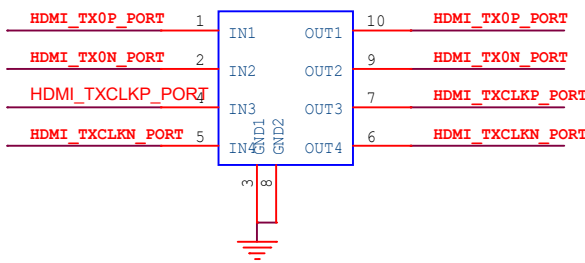 HDMI_TX0P_PORT 1 IN1 OUT1 10 HDMI_TX0P_PORT
HDMI_TX0N_PORT 2 IN2 OUT2 9 HDMI_TX0N_PORT
HDMI_TXCLKP_PORT 4 IN3 OUT3 7 HDMI_TXCLKP_PORT
HDMI_TXCLKN_PORT 5 IN4 OUT4 6 HDMI_TXCLKN_PORT
GND1
GND2
3
8